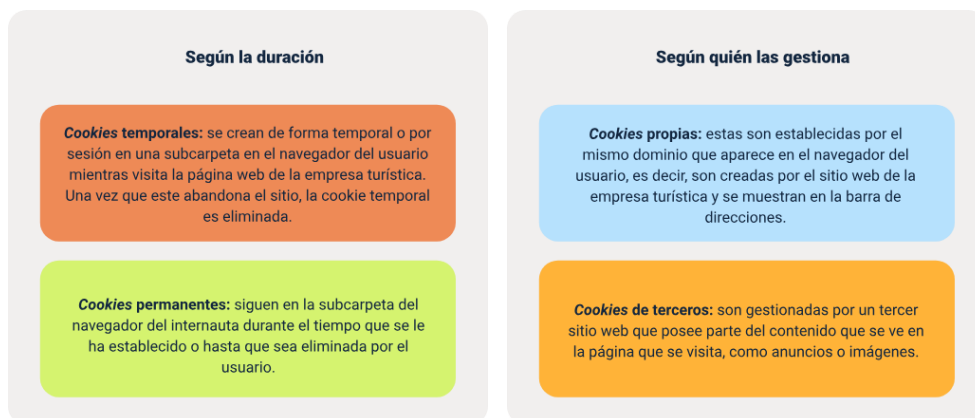 Según la duración
Cookies temporales: se crean de forma temporal o por
sesión en una subcarpeta en el navegador del usuario
mientras visita la página web de la empresa turística.
Una vez que este abandona el sitio, la cookie temporal
es eliminada.
Cookies permanentes: siguen en la subcarpeta del
navegador del internauta durante el tiempo que se le
ha establecido o hasta que sea eliminada por el
usuario.
Según quién las gestiona
Cookies propias: estas son establecidas por el
mismo dominio que aparece en el navegador del
usuario, es decir, son creadas por el sitio web de la
empresa turística y se muestran en la barra de
direcciones.
Cookies de terceros: son gestionadas por un tercer
sitio web que posee parte del contenido que se ve en
la página que se visita, como anuncios o imágenes.